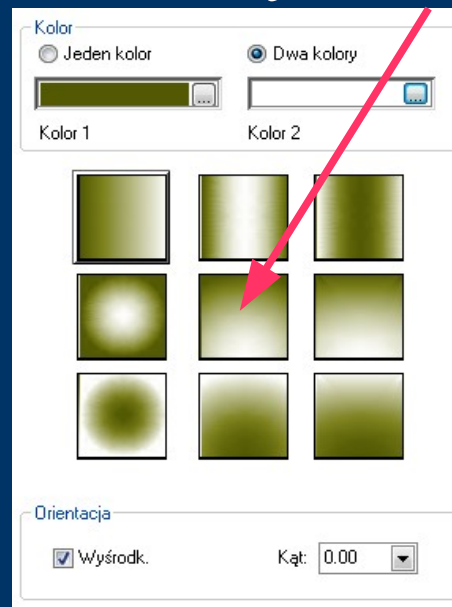 Kolor
Jeden kolor
Dwa kolory
...
...
Kolor 1
Kolor 2
Orientacja
Wyśrodk.
Kąt: 0.00